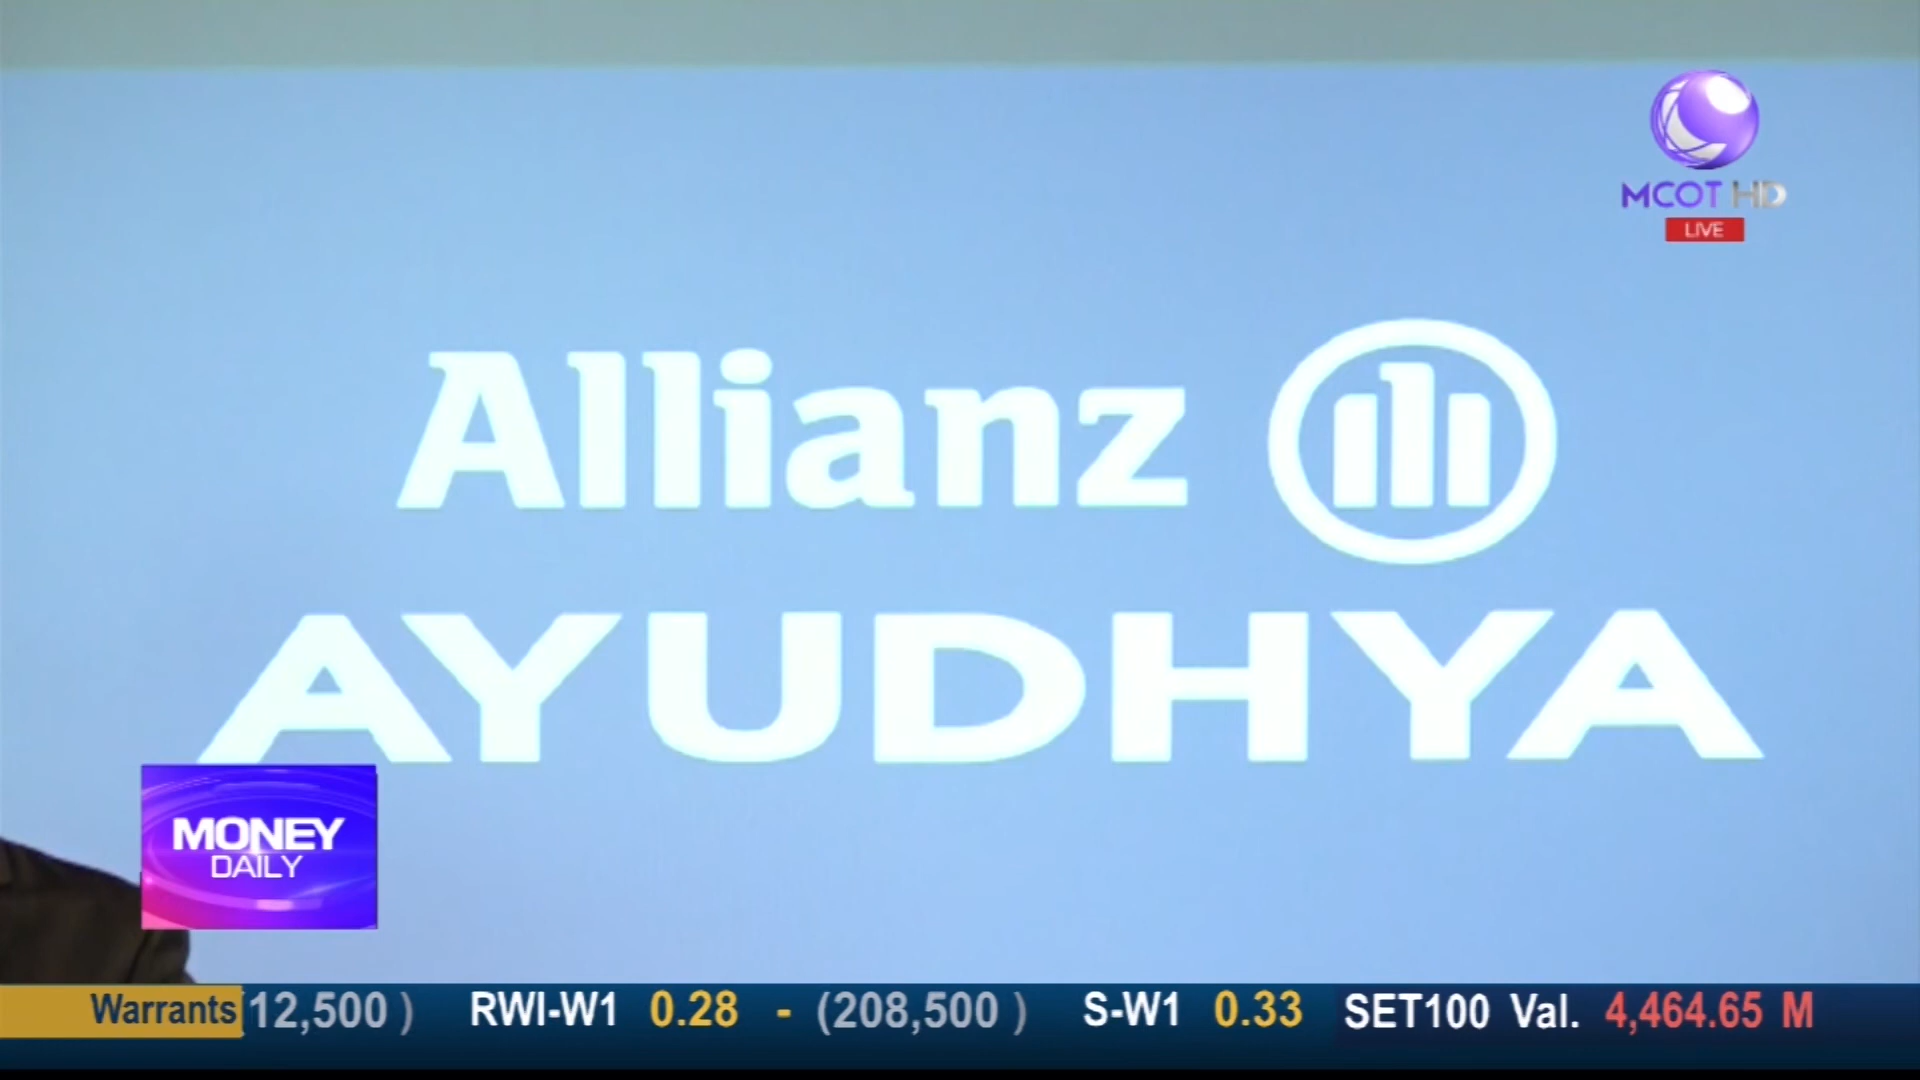 MCOT HD
LIVE
Allianz
AYUDHYA
MONEY
DAILY
Warrants 12,500 ) RWI-W1 0.28 - (208,500 ) S-W1 0.33 SET100 Val. 4,464.65 M